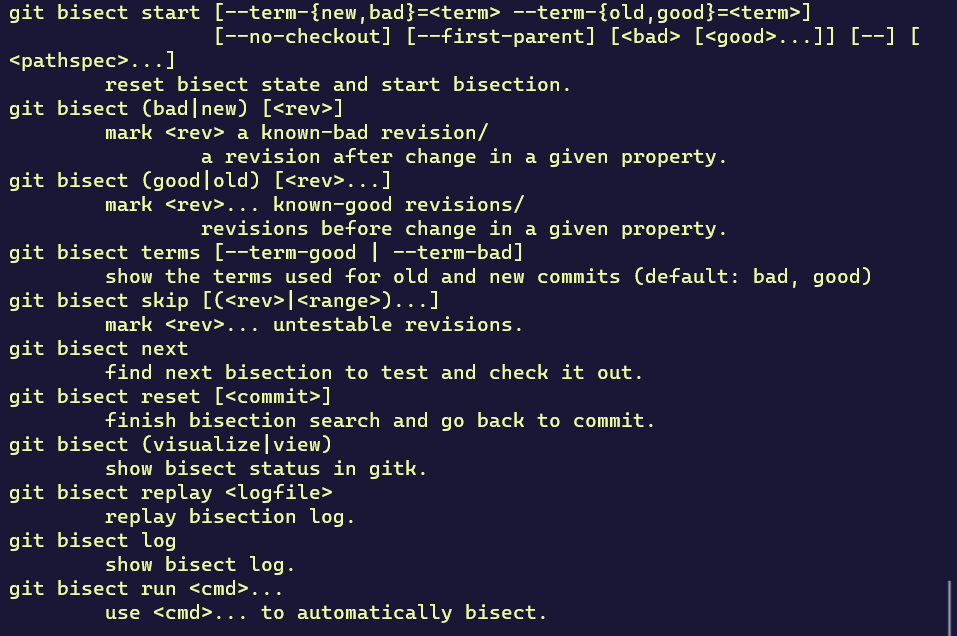 git bisect start [--term-{new,bad}=<term> --term-{old,good}=<term>]
                 [--no-checkout] [--first-parent] [<bad> [<good>...]] [--] [
<pathspec>...]
        reset bisect state and start bisection.
git bisect (bad|new) [<rev>]
        mark <rev> a known-bad revision/
                a revision after change in a given property.
git bisect (good|old) [<rev>...]
        mark <rev>... known-good revisions/
                revisions before change in a given property.
git bisect terms [--term-good | --term-bad]
        show the terms used for old and new commits (default: bad, good)
git bisect skip [(<rev>|<range>)...]
        mark <rev>... untestable revisions.
git bisect next
        find next bisection to test and check it out.
git bisect reset [<commit>]
        finish bisection search and go back to commit.
git bisect (visualize|view)
        show bisect status in gitk.
git bisect replay <logfile>
        replay bisection log.
git bisect log
        show bisect log.
git bisect run <cmd>...
        use <cmd>... to automatically bisect.